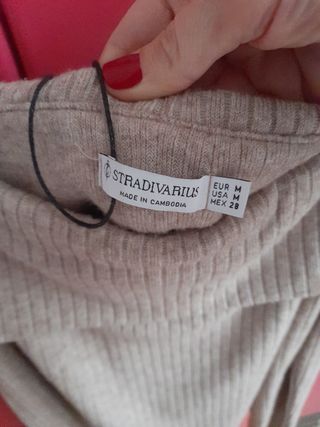 STRADIVARIUS
MADE IN CAMBODIA
EUR M
USA M
MEX 28